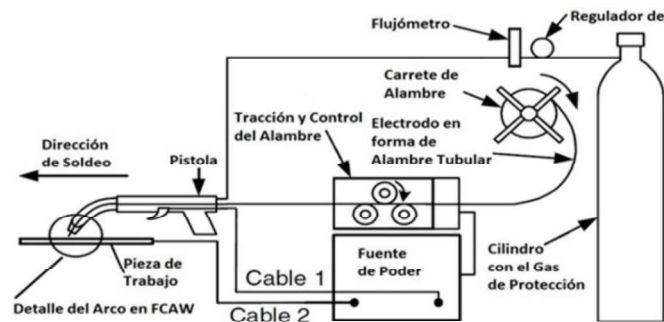 Flujómetro
Regulador de
Carrete de
Alambre
Tracción y Control
del Alambre
Electrodo en
forma de
Alambre Tubular
Dirección
de Soldeo
Pistola
Pieza de
Trabajo
Detalle del Arco en FCAW
Fuente
de Poder
Cable 1
Cable 2
Cilindro
con el Gas
de Protección